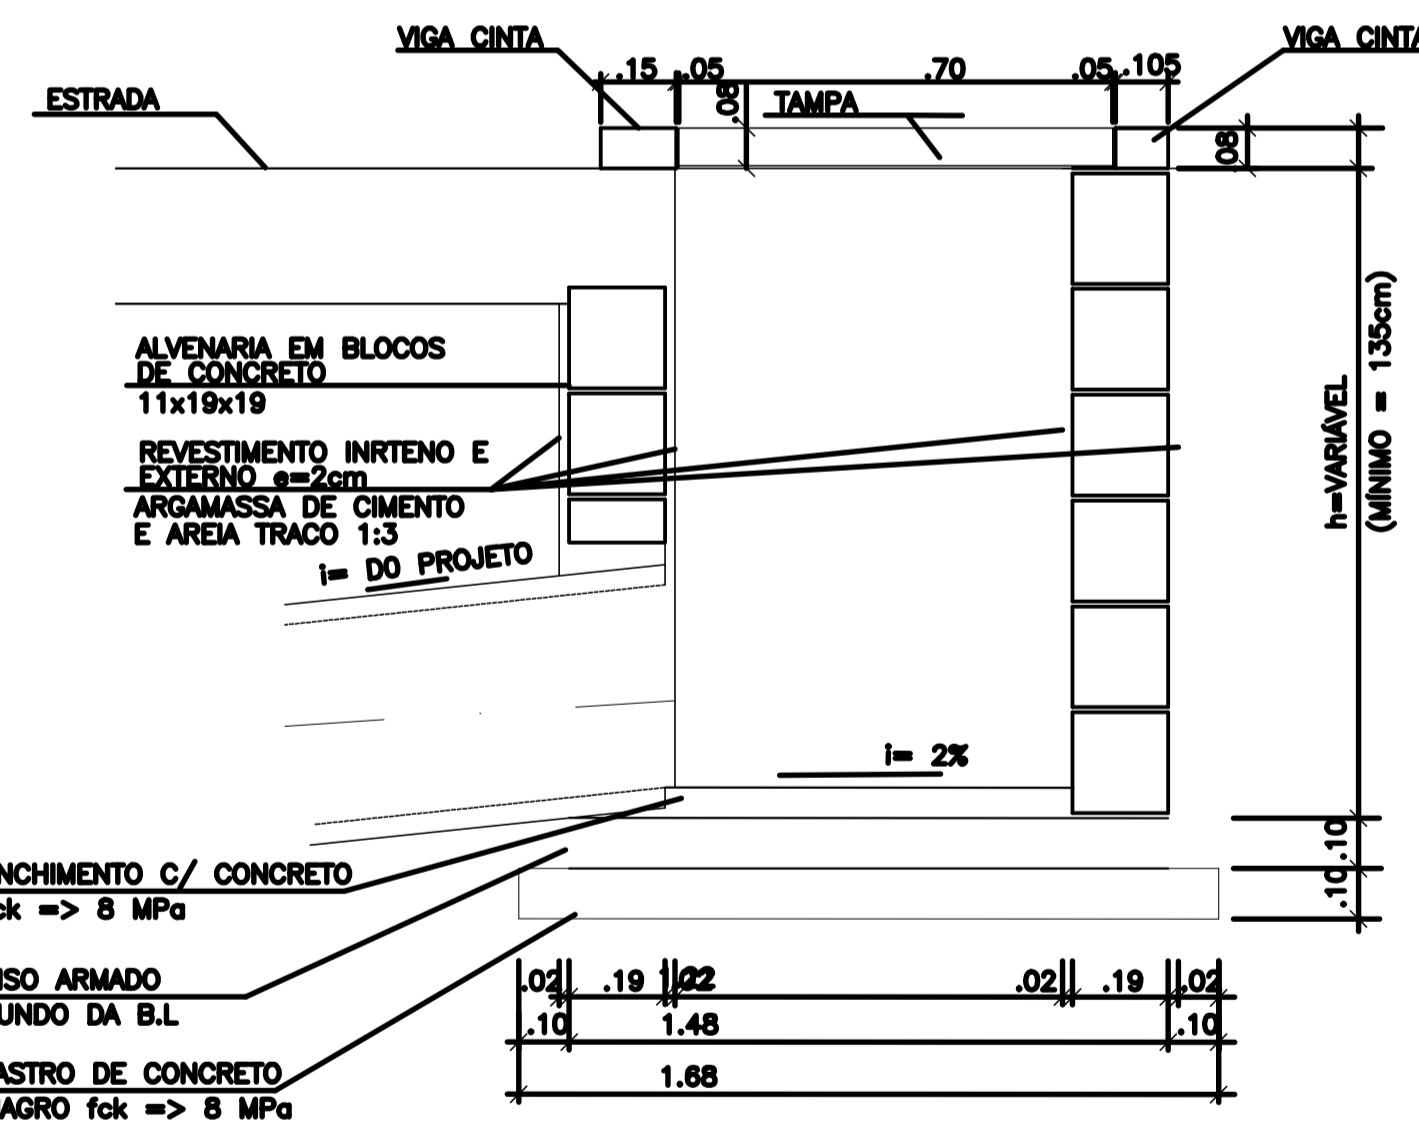 VIGA CINTA
VIGA CINTA
.15
.05
.70
.05
.105
ESTRADA
.08
TAMPA
.08
ALVENARIA EM BLOCOS
DE CONCRETO
11x19x19
REVESTIMENTO INRTENO E
EXTERNO e=2cm
ARGAMASSA DE CIMENTO
E AREIA TRACO 1:3
i= DO PROJETO
h=VARIÁVEL
(MÍNIMO = 135cm)
i= 2%
NCHIMENTO C/ CONCRETO
ck => 8 MPa
.10
.10
ISO ARMADO
UNDO DA B.L
ASTRO DE CONCRETO
AGRO fck => 8 MPa
.02
.19
.02
.19
.02
.10
1.48
.10
1.68